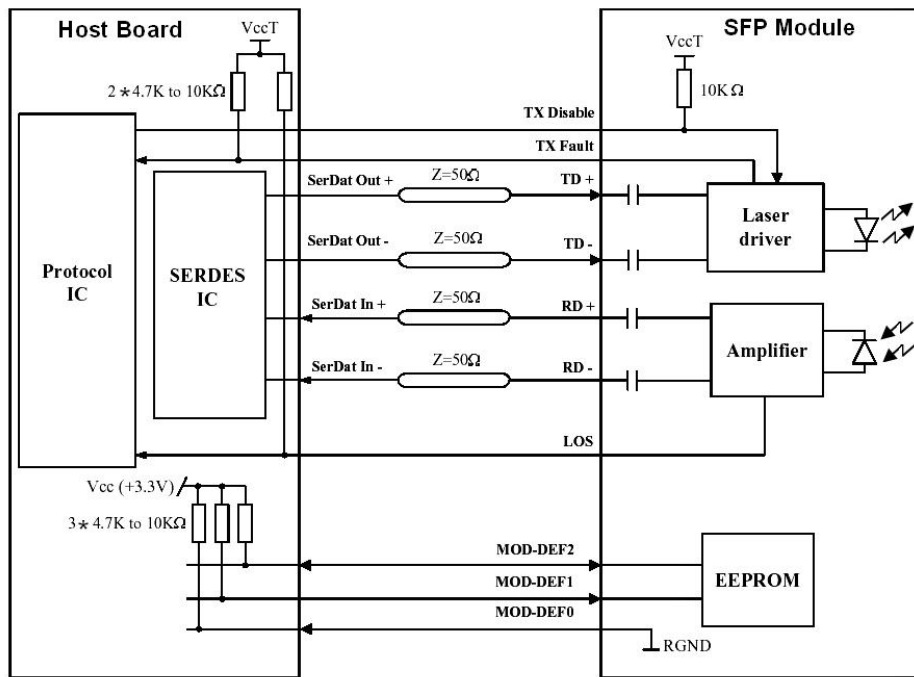 Host Board
SFP Module
VccT
VccT
2*4.7K to 10KΩ
10KΩ
TX Disable
TX Fault
SerDat Out +
Z=50Ω
TD +
Laser driver
SerDat Out -
Z=50Ω
TD -
Protocol IC
SERDES IC
SerDat In +
Z=50Ω
RD +
Amplifier
SerDat In -
Z=50Ω
RD -
LOS
Vcc (+3.3V)
3*4.7K to 10KΩ
MOD-DEF2
EEPROM
MOD-DEF1
MOD-DEF0
RGND